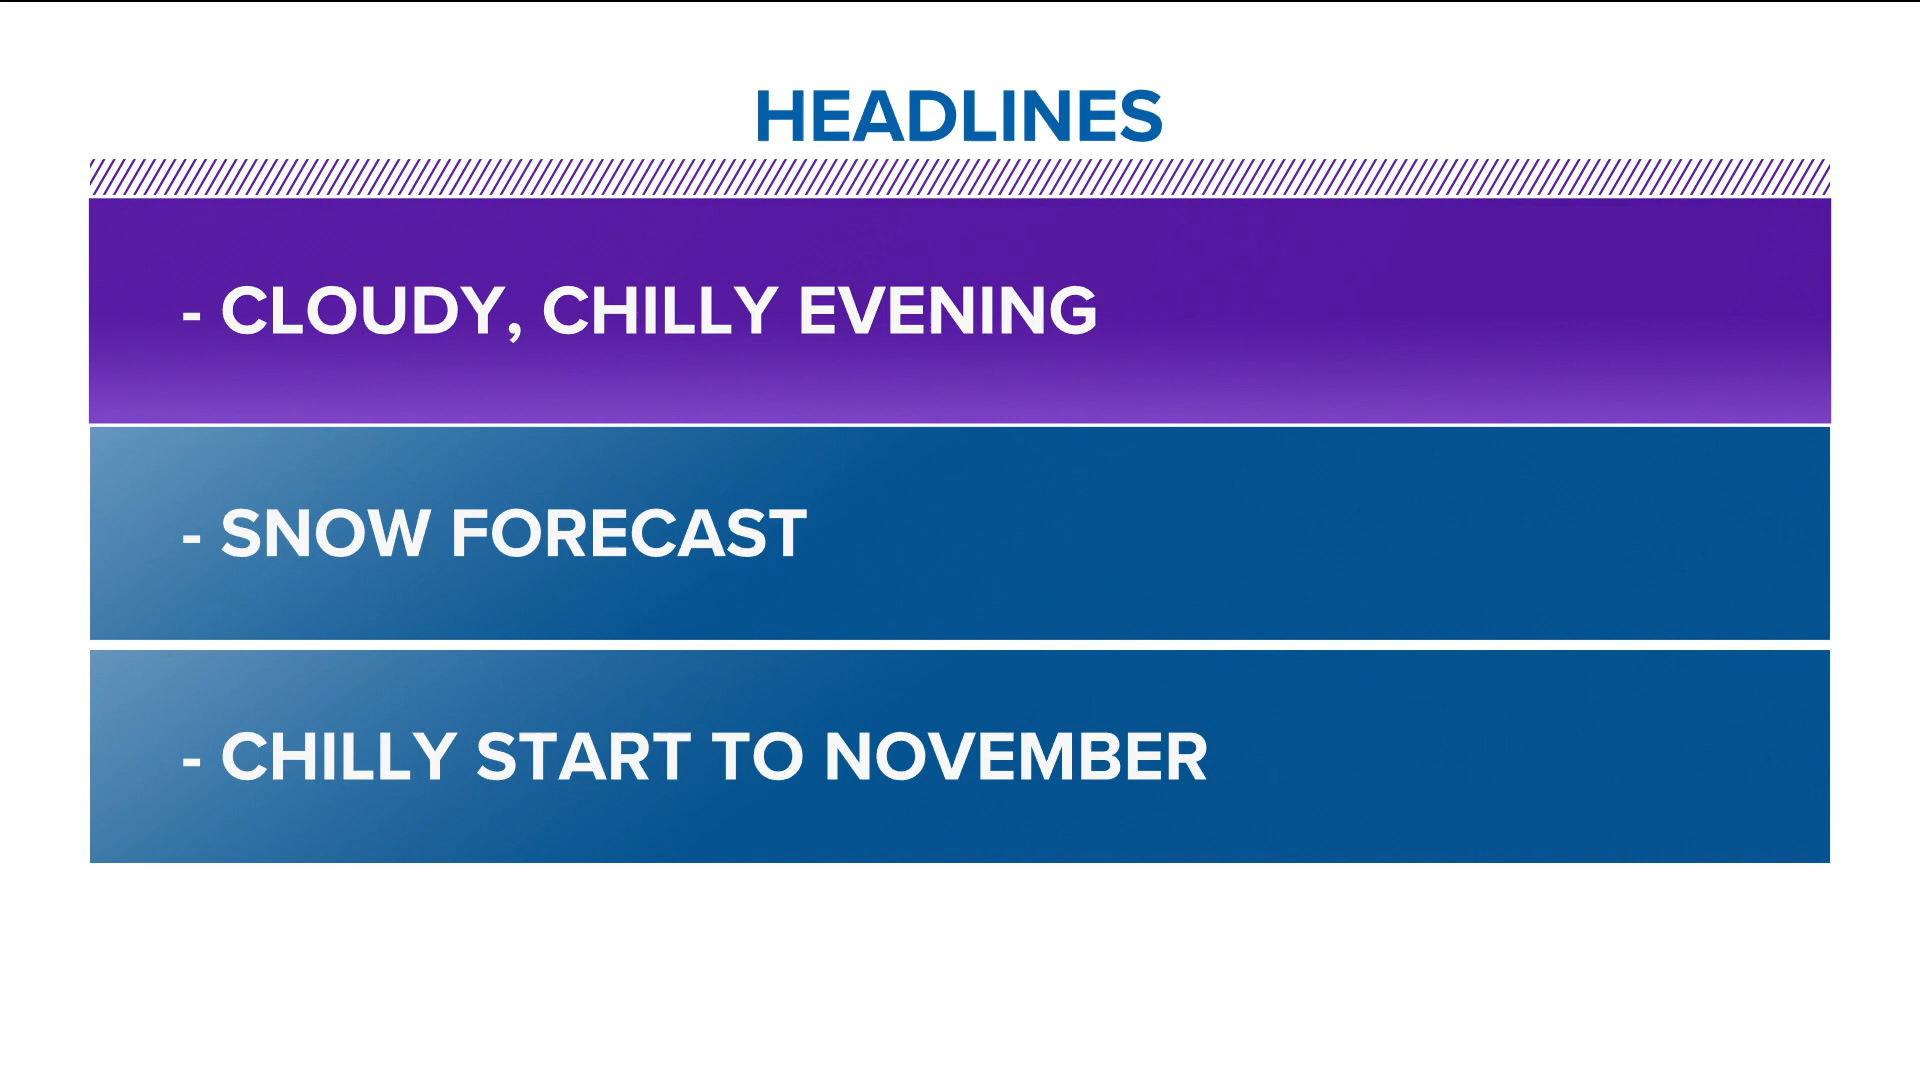 HEADLINES
- CLOUDY, CHILLY EVENING
- SNOW FORECAST
- CHILLY START TO NOVEMBER